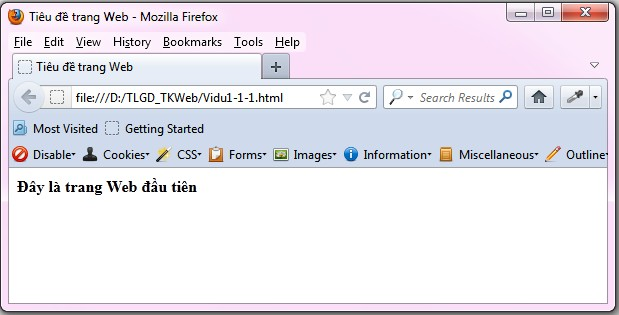 Tiêu đề trang Web - Mozilla Firefox
File Edit View History Bookmarks Tools Help
Tiêu đề trang Web
file:///D:/TLGD_TKWeb/Vidu1-1-1.html Search Results
Most Visited Getting Started
Disable Cookies CSS Forms Images Information Miscellaneous Outline
Đây là trang Web đầu tiên